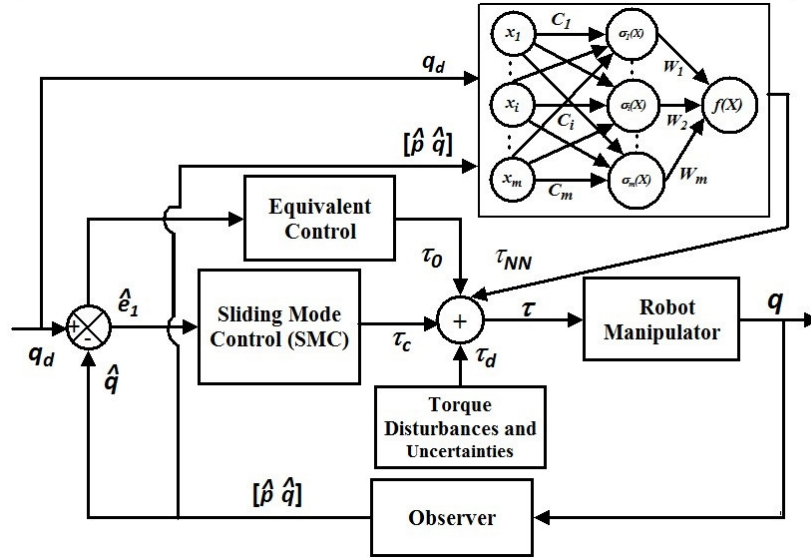 x1
C1
σ1(X)
W1
qd
xi
Ci
σi(X)
W2
f(X)
[p̂ q̂]
xm
Cm
σm(X)
Wm
Equivalent
Control
τ0
τNN
ê1
Sliding Mode
Control (SMC)
τc
+
τ
Robot
Manipulator
q
+
-
qd
q̂
τd
Torque
Disturbances and
Uncertainties
[p̂ q̂]
Observer